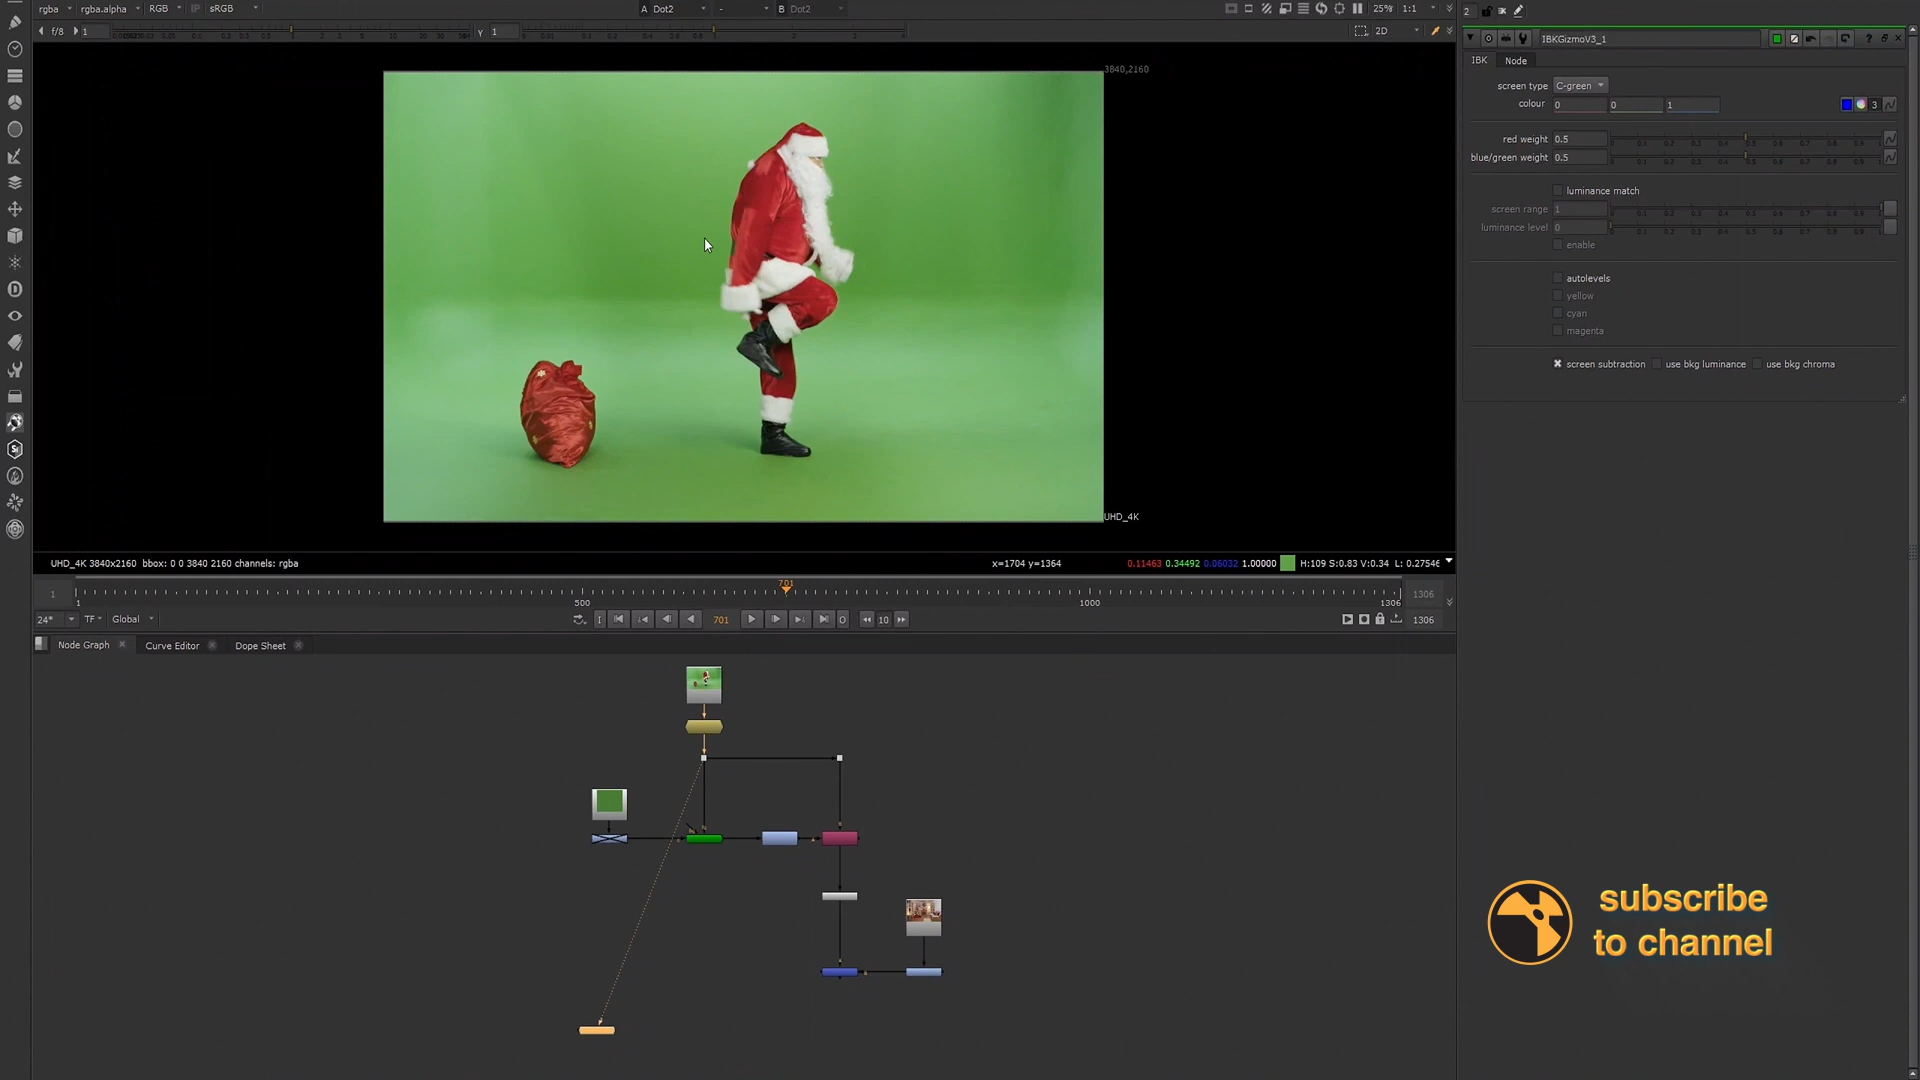 rgba rgba.alpha RGB IP sRGB A Dot2 - B Dot2 25% 1:1
f/8 1 Y 1 2D
3840,2160
UHD_4K
UHD_4K 3840x2160 bbox: 0 0 3840 2160 channels: rgba x=1704 y=1364 0.11463 0.34492 0.06032 1.00000 H:109 S:0.83 V:0.34 L: 0.27546
701
1 1306
1 500 1000 1306
24* TF Global I 701 O 10 1306
Node Graph Curve Editor Dope Sheet
2
IBKGizmoV3_1
IBK Node
screen type C-green
colour 0 0 1 3
red weight 0.5
blue/green weight 0.5
luminance match
screen range 1
luminance level 0
enable
autolevels
yellow
cyan
magenta
screen subtraction use bkg luminance use bkg chroma
subscribe
to channel